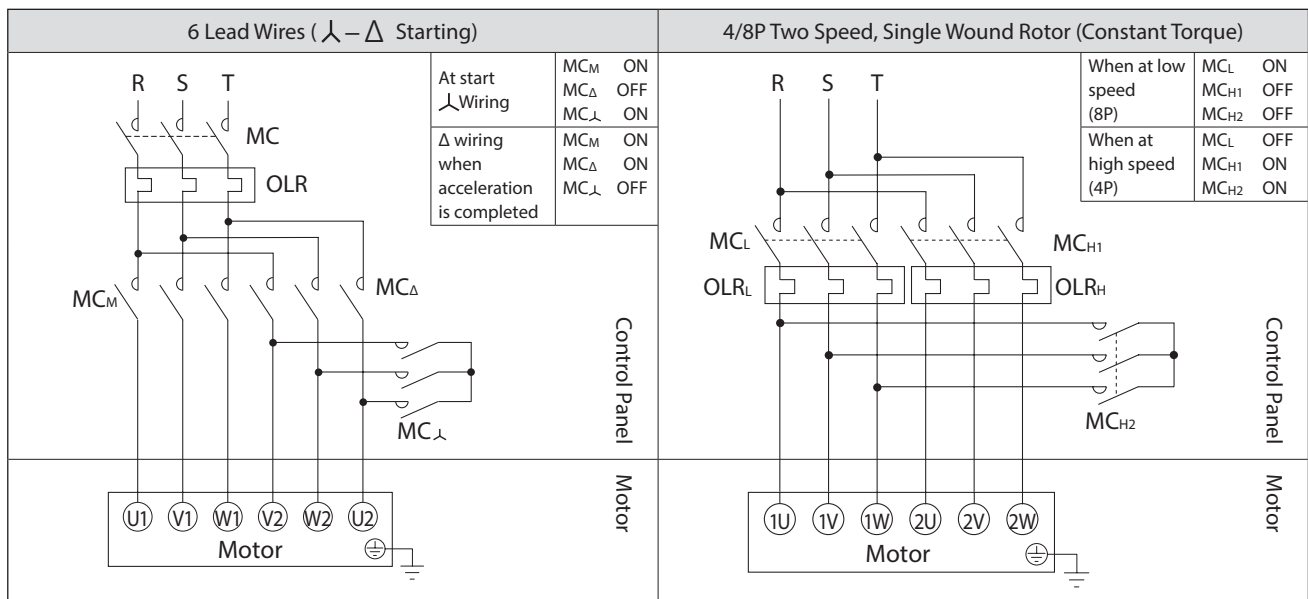 6 Lead Wires (⅄ – Δ Starting)
R S T
MC
OLR
At start
⅄Wiring
MCM ON
MCΔ OFF
MC⅄ ON
Δ wiring
when
acceleration
is completed
MCM ON
MCΔ ON
MC⅄ OFF
MCM
MCΔ
MC⅄
Control Panel
Motor
U1 V1 W1 V2 W2 U2
Motor
4/8P Two Speed, Single Wound Rotor (Constant Torque)
R S T
When at low
speed
(8P)
MCL ON
MCH1 OFF
MCH2 OFF
When at
high speed
(4P)
MCL OFF
MCH1 ON
MCH2 ON
MCL
MCH1
OLRL
OLRH
MCH2
Control Panel
Motor
1U 1V 1W 2U 2V 2W
Motor